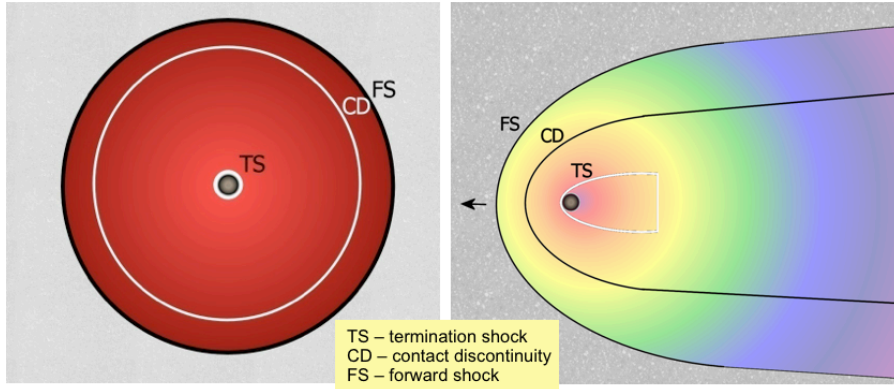 FS
CD
TS
FS
CD
TS
TS – termination shock
CD – contact discontinuity
FS – forward shock